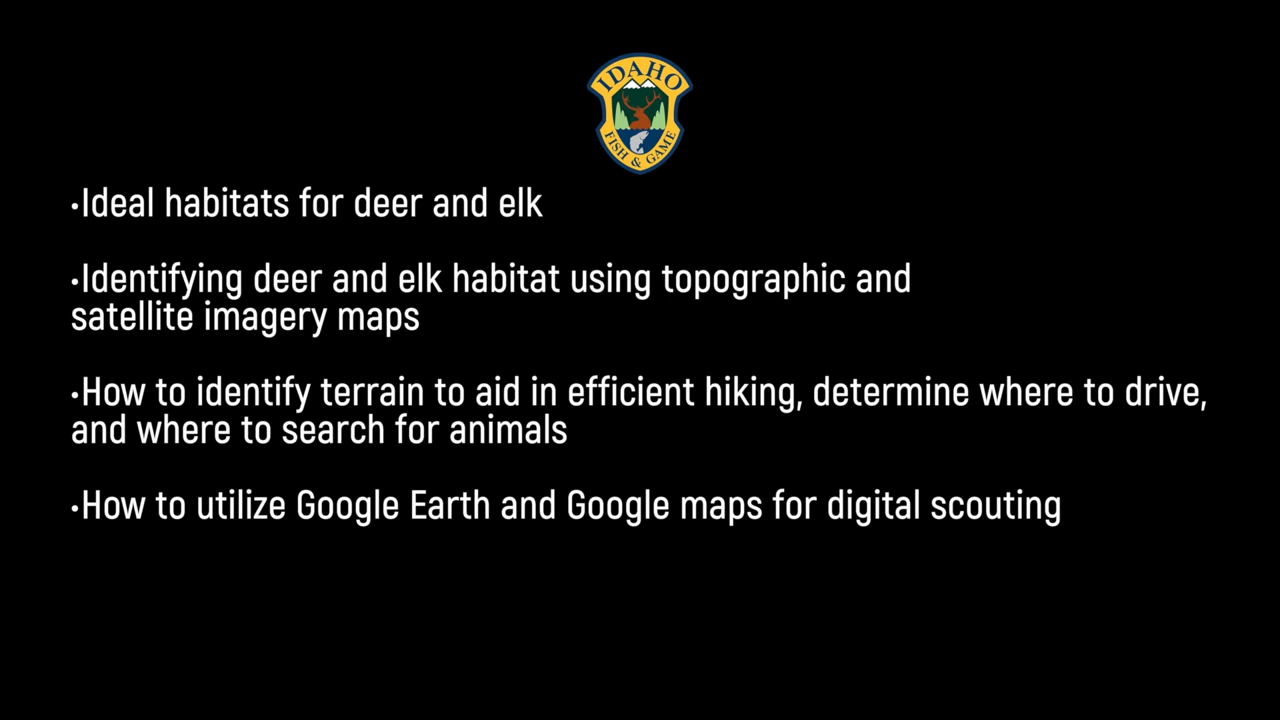 IDAHO
FISH & GAME
•Ideal habitats for deer and elk
•Identifying deer and elk habitat using topographic and
satellite imagery maps
•How to identify terrain to aid in efficient hiking, determine where to drive,
and where to search for animals
•How to utilize Google Earth and Google maps for digital scouting